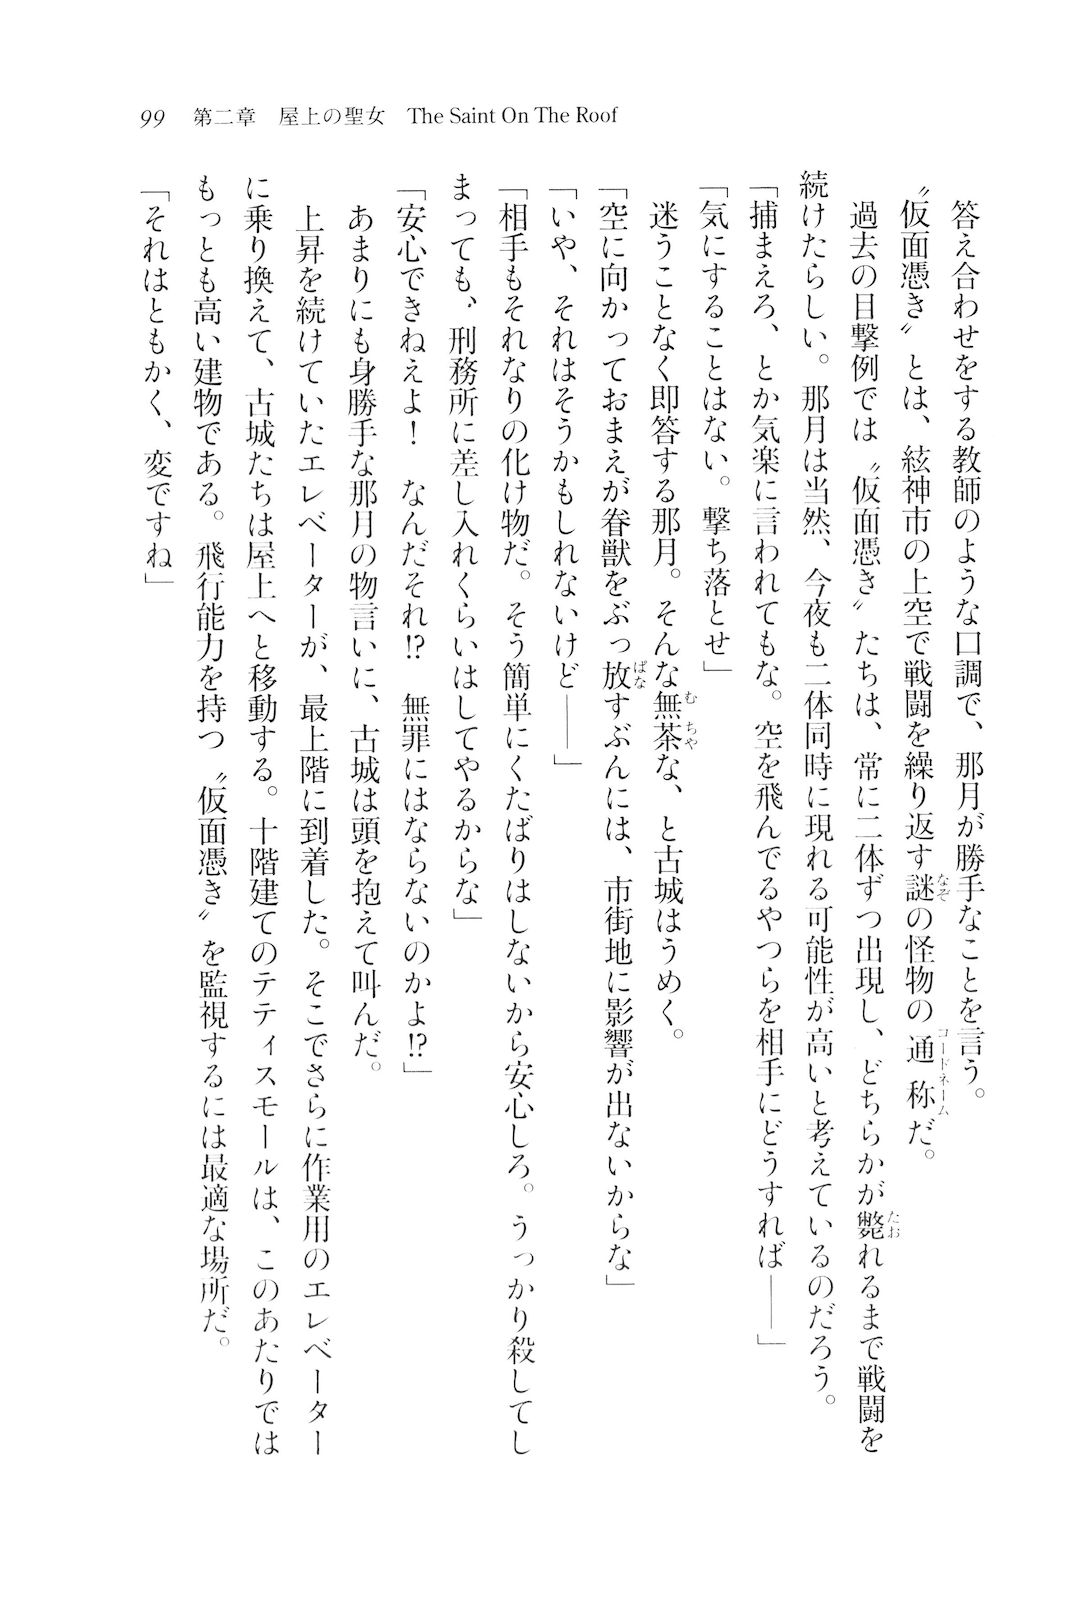 99　第二章　屋上の聖女　The Saint On The Roof
答え合わせをする教師のような口調で、那月が勝手なことを言う。
〝仮面憑き〟とは、絃神市の上空で戦闘を繰り返す謎の怪物の通称だ。
なぞ
コードネーム
過去の目撃例では〝仮面憑き〟たちは、常に二体ずつ出現し、どちらかが斃れるまで戦闘を
たお
続けたらしい。那月は当然、今夜も二体同時に現れる可能性が高いと考えているのだろう。
「捕まえろ、とか気楽に言われてもな。空を飛んでるやつらを相手にどうすれば――」
「気にすることはない。撃ち落とせ」
迷うことなく即答する那月。そんな無茶な、と古城はうめく。
むちや
「空に向かっておまえが眷獣をぶっ放すぶんには、市街地に影響が出ないからな」
ばな
「いや、それはそうかもしれないけど――」
「相手もそれなりの化け物だ。そう簡単にくたばりはしないから安心しろ。うっかり殺してし
まっても、刑務所に差し入れくらいはしてやるからな」
「安心できねえよ！　なんだそれ!?　無罪にはならないのかよ!?」
あまりにも身勝手な那月の物言いに、古城は頭を抱えて叫んだ。
上昇を続けていたエレベーターが、最上階に到着した。そこでさらに作業用のエレベーター
に乗り換えて、古城たちは屋上へと移動する。十階建てのテティスモールは、このあたりでは
もっとも高い建物である。飛行能力を持つ〝仮面憑き〟を監視するには最適な場所だ。
「それはともかく、変ですね」